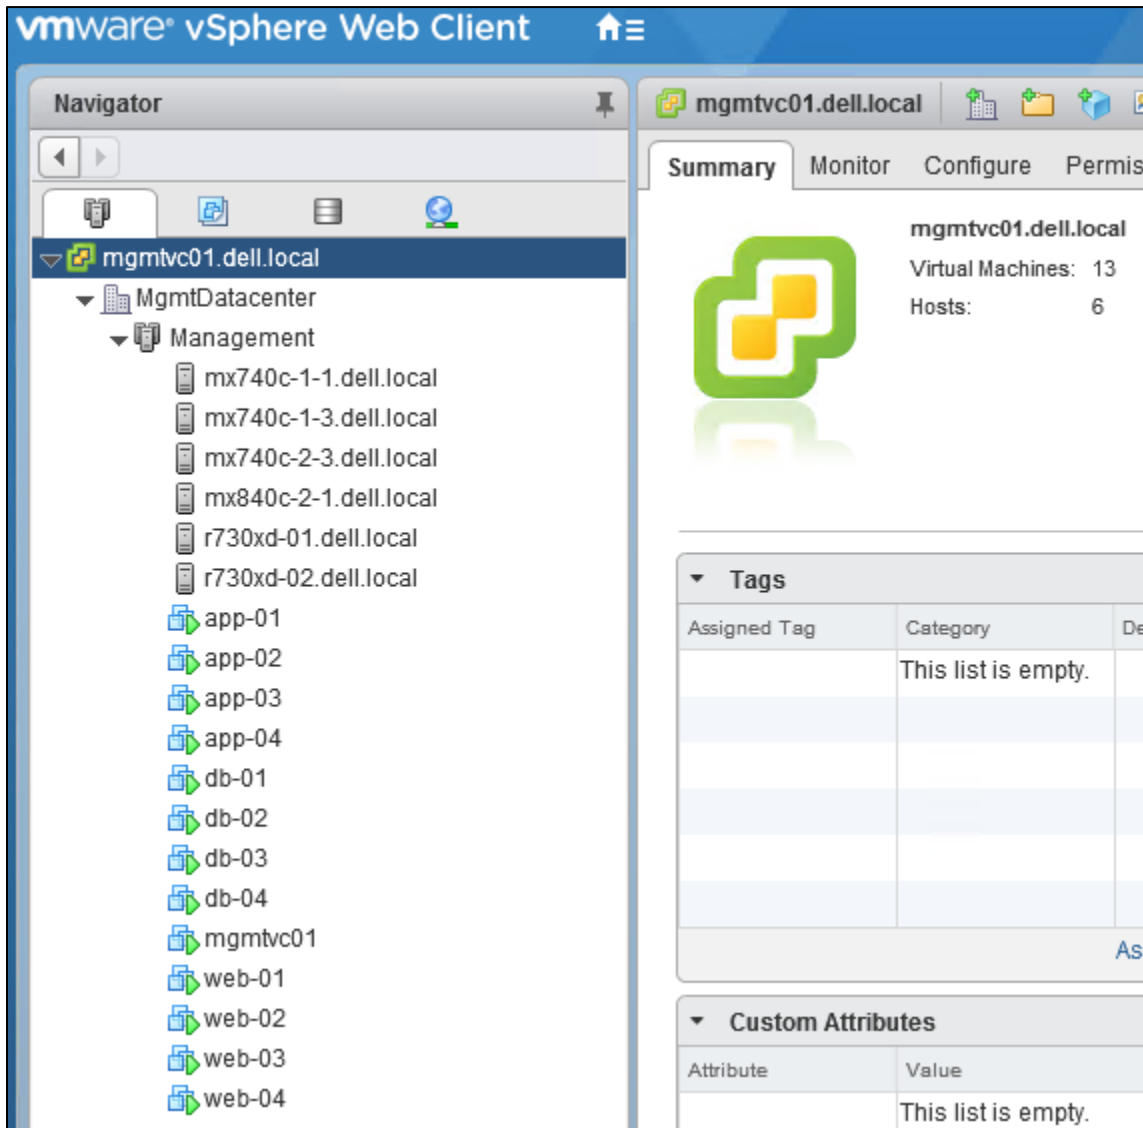 vmware® vSphere Web Client
Navigator
mgmtvc01.dell.local
MgmtDatacenter
Management
mx740c-1-1.dell.local
mx740c-1-3.dell.local
mx740c-2-3.dell.local
mx840c-2-1.dell.local
r730xd-01.dell.local
r730xd-02.dell.local
app-01
app-02
app-03
app-04
db-01
db-02
db-03
db-04
mgmtvc01
web-01
web-02
web-03
web-04
mgmtvc01.dell.local
Summary Monitor Configure Permis
mgmtvc01.dell.local
Virtual Machines: 13
Hosts: 6
Tags
Assigned Tag Category De
This list is empty.
As
Custom Attributes
Attribute Value
This list is empty.